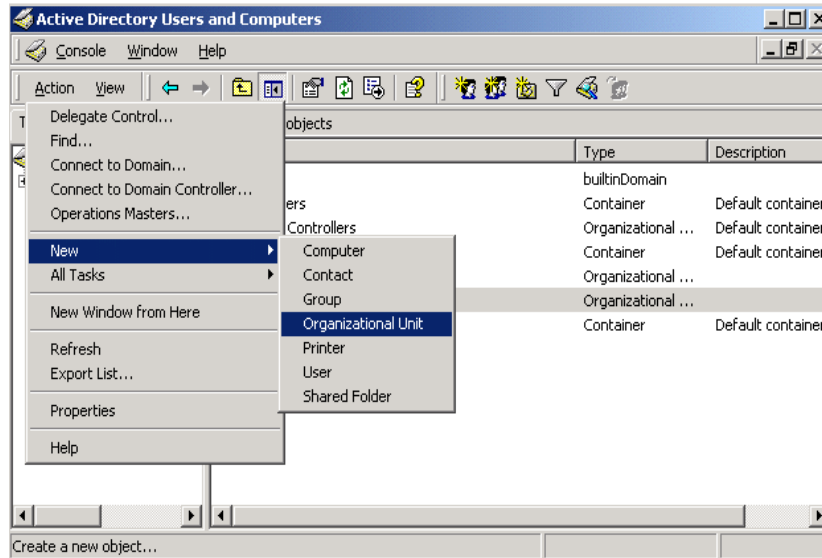 Active Directory Users and Computers
Console Window Help
Action View
T
objects
Type Description
Delegate Control...
Find...
Connect to Domain...
Connect to Domain Controller...
Operations Masters...
New
All Tasks
New Window from Here
Refresh
Export List...
Properties
Help
Computer
Contact
Group
Organizational Unit
Printer
User
Shared Folder
builtinDomain
ers Container Default container
Controllers Organizational ... Default container
Container Default container
Organizational ...
Organizational ...
Container Default container
Create a new object...